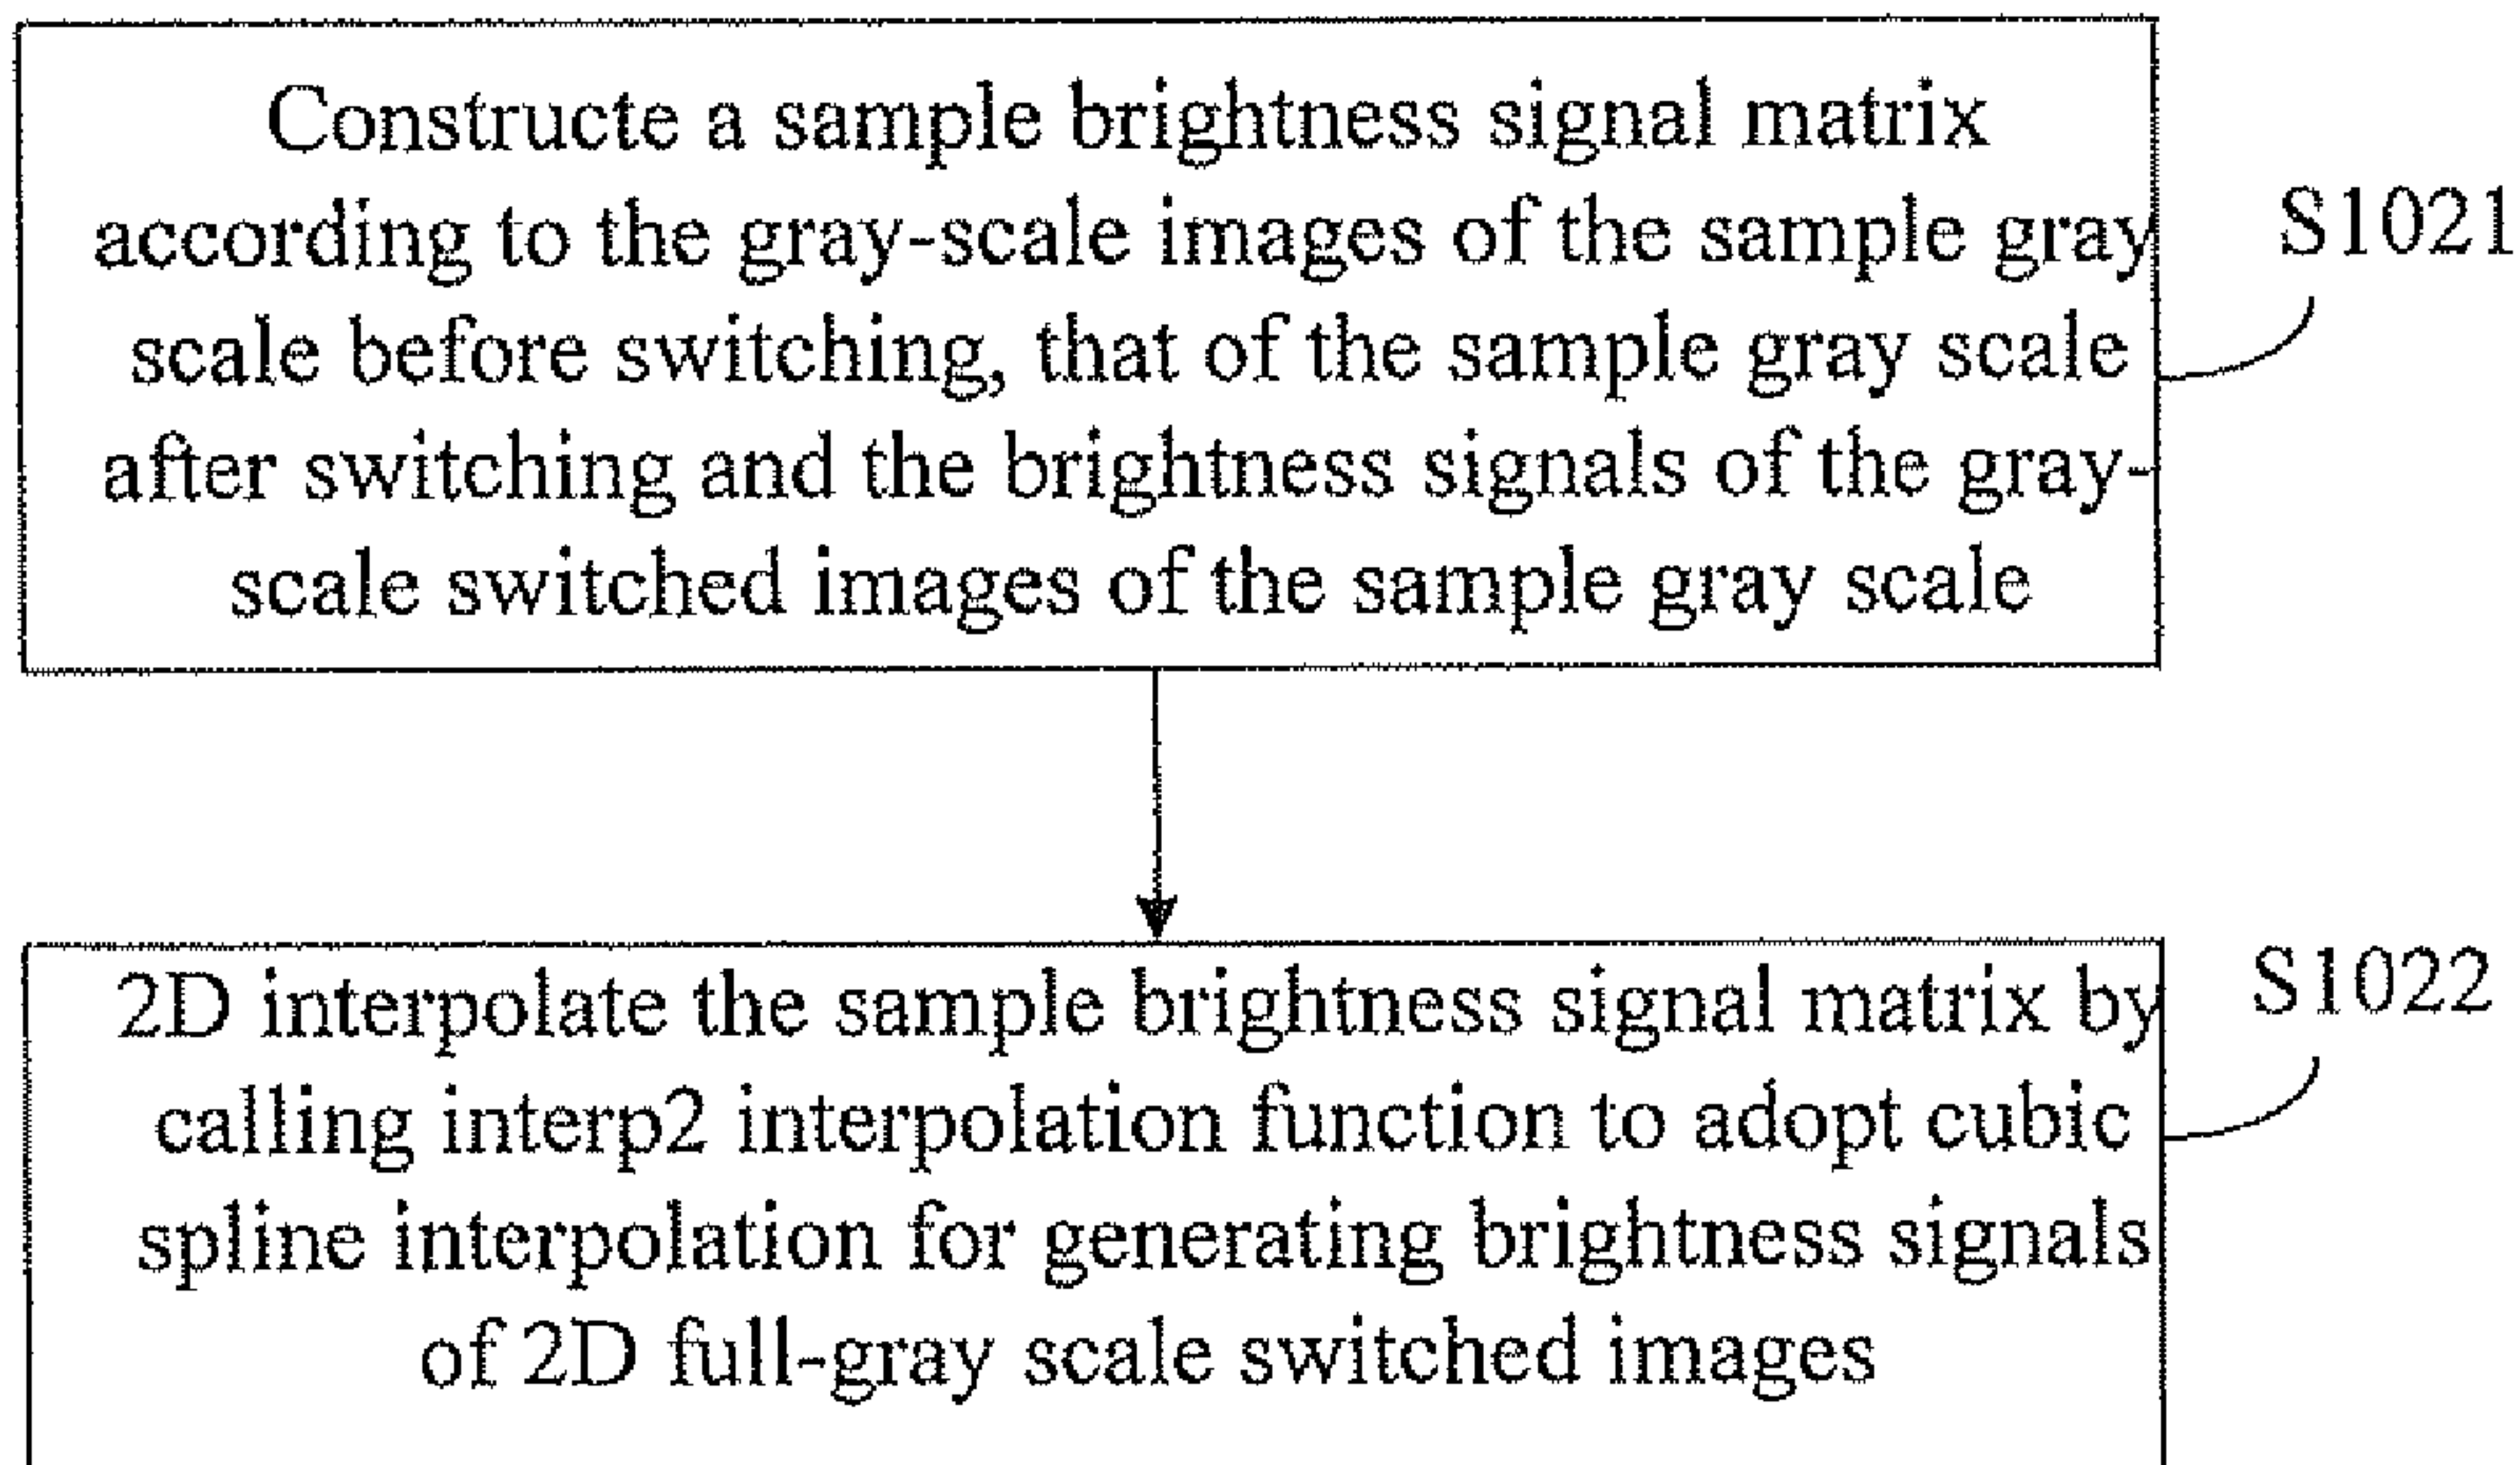 Constructe a sample brightness signal matrix
according to the gray-scale images of the sample gray
scale before switching, that of the sample gray scale
after switching and the brightness signals of the gray-
scale switched images of the sample gray scale
S1021
2D interpolate the sample brightness signal matrix by
calling interp2 interpolation function to adopt cubic
spline interpolation for generating brightness signals
of 2D full-gray scale switched images
S1022